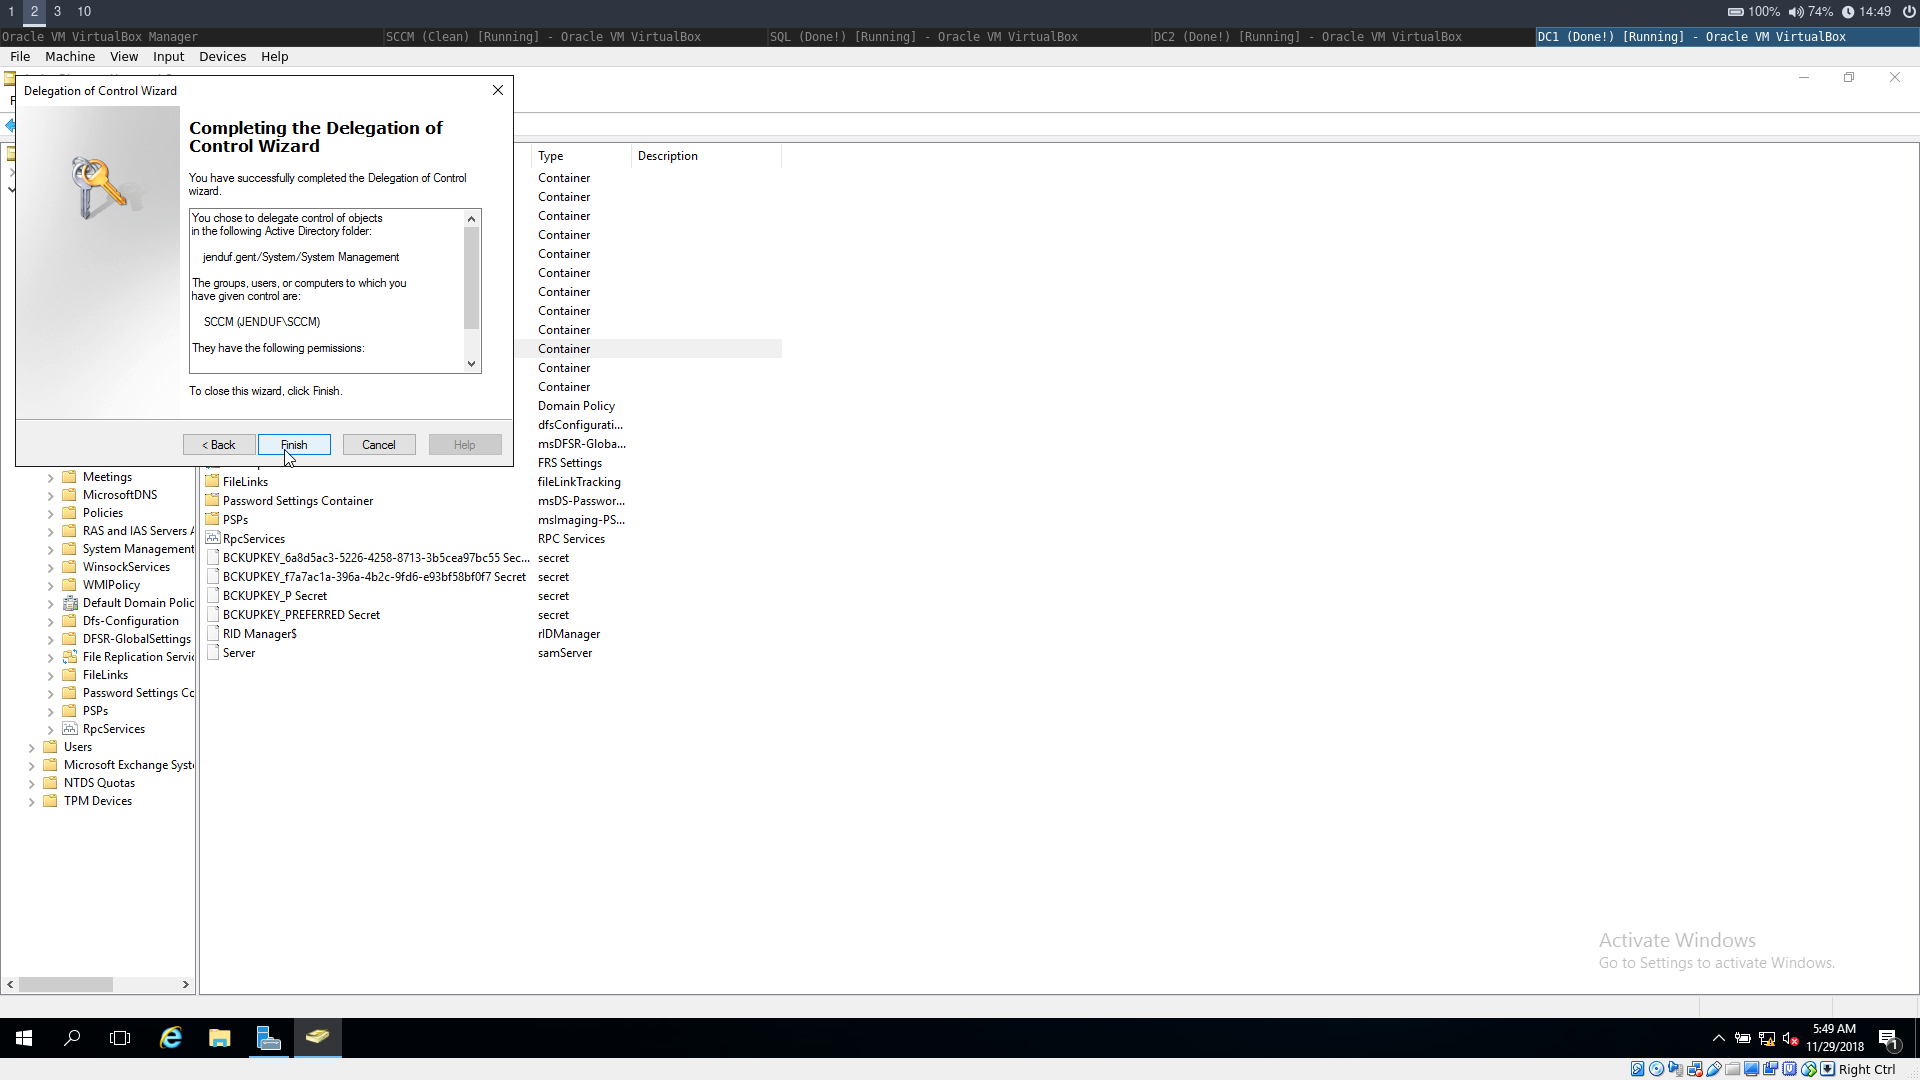 1 2 3 10
100% 74% 14:49
Oracle VM VirtualBox Manager
SCCM (Clean) [Running] - Oracle VM VirtualBox
SQL (Done!) [Running] - Oracle VM VirtualBox
DC2 (Done!) [Running] - Oracle VM VirtualBox
DC1 (Done!) [Running] - Oracle VM VirtualBox
File Machine View Input Devices Help
Delegation of Control Wizard
Completing the Delegation of
Control Wizard
You have successfully completed the Delegation of Control
wizard.
You chose to delegate control of objects
in the following Active Directory folder:
jenduf.gent/System/System Management
The groups, users, or computers to which you
have given control are:
SCCM (JENDUF\SCCM)
They have the following permissions:
To close this wizard, click Finish.
< Back
Finish
Cancel
Help
Type Description
Container
Container
Container
Container
Container
Container
Container
Container
Container
Container
Container
Container
Domain Policy
dfsConfigurati...
msDFSR-Globa...
FRS Settings
FileLinks fileLinkTracking
Password Settings Container msDS-Passwor...
PSPs msImaging-PS...
RpcServices RPC Services
BCKUPKEY_6a8d5ac3-5226-4258-8713-3b5cea97bc55 Sec... secret
BCKUPKEY_f7a7ac1a-396a-4b2c-9fd6-e93bf58bf0f7 Secret secret
BCKUPKEY_P Secret secret
BCKUPKEY_PREFERRED Secret secret
RID Manager$ rIDManager
Server samServer
Meetings
MicrosoftDNS
Policies
RAS and IAS Servers
System Management
WinsockServices
WMIPolicy
Default Domain Polic
Dfs-Configuration
DFSR-GlobalSettings
File Replication Servi
FileLinks
Password Settings Co
PSPs
RpcServices
Users
Microsoft Exchange Syst
NTDS Quotas
TPM Devices
Activate Windows
Go to Settings to activate Windows.
5:49 AM
11/29/2018
1
Right Ctrl